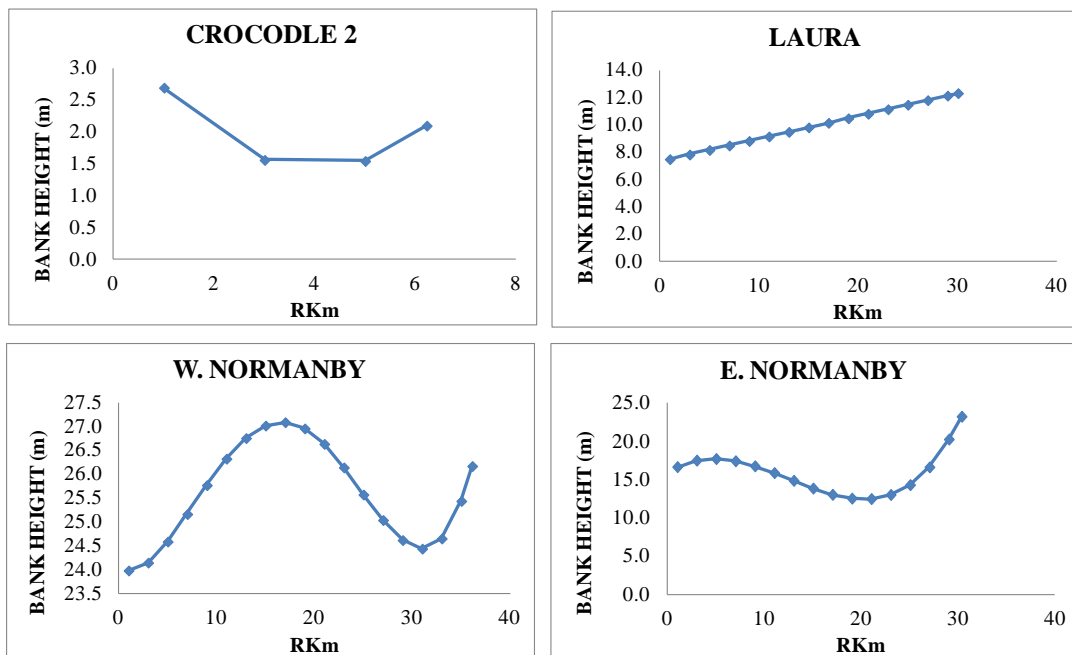 CROCODLE 2
BANK HEIGHT (m)
3.0
2.5
2.0
1.5
1.0
0.5
0.0
0 2 4 6 8
RKm
LAURA
BANK HEIGHT (m)
14.0
12.0
10.0
8.0
6.0
4.0
2.0
0.0
0 10 20 30 40
RKm
W. NORMANBY
BANK HEIGHT (m)
27.5
27.0
26.5
26.0
25.5
25.0
24.5
24.0
23.5
0 10 20 30 40
RKm
E. NORMANBY
BANK HEIGHT (m)
25.0
20.0
15.0
10.0
5.0
0.0
0 10 20 30 40
RKm